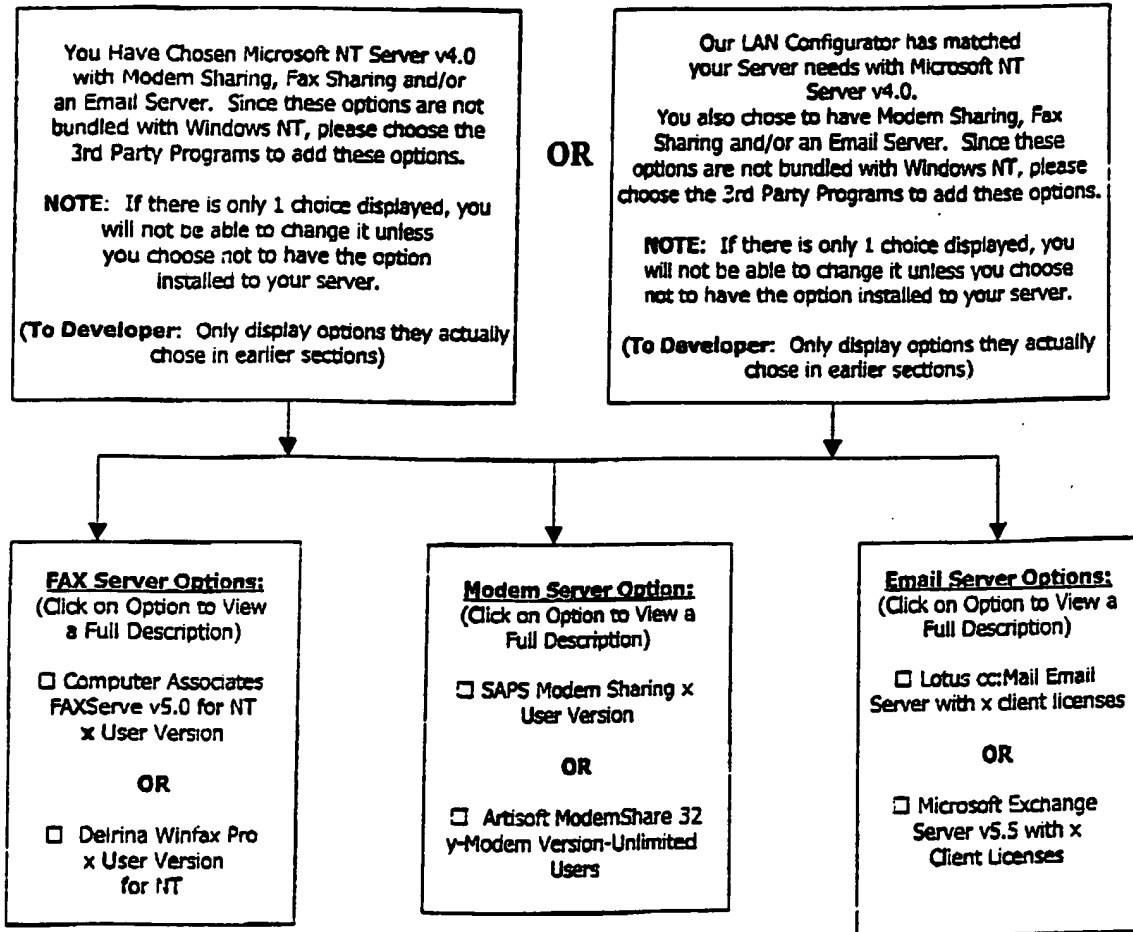 You Have Chosen Microsoft NT Server v4.0
with Modem Sharing, Fax Sharing and/or
an Email Server. Since these options are not
bundled with Windows NT, please choose the
3rd Party Programs to add these options.
NOTE: If there is only 1 choice displayed, you
will not be able to change it unless
you choose not to have the option
installed to your server.
(To Developer: Only display options they actually
chose in earlier sections)
OR
Our LAN Configurator has matched
your Server needs with Microsoft NT
Server v4.0.
You also chose to have Modem Sharing, Fax
Sharing and/or an Email Server. Since these
options are not bundled with Windows NT, please
choose the 3rd Party Programs to add these options.
NOTE: If there is only 1 choice displayed, you
will not be able to change it unless you choose
not to have the option installed to your server.
(To Developer: Only display options they actually
chose in earlier sections)
FAX Server Options:
(Click on Option to View
a Full Description)
☐ Computer Associates
FAXServe v5.0 for NT
x User Version
OR
☐ Delrina Winfax Pro
x User Version
for NT
Modem Server Option:
(Click on Option to View a
Full Description)
☐ SAPS Modem Sharing x
User Version
OR
☐ Artisoft ModemShare 32
y-Modem Version-Unlimited
Users
Email Server Options:
(Click on Option to View a
Full Description)
☐ Lotus cc:Mail Email
Server with x client licenses
OR
☐ Microsoft Exchange
Server v5.5 with x
Client Licenses